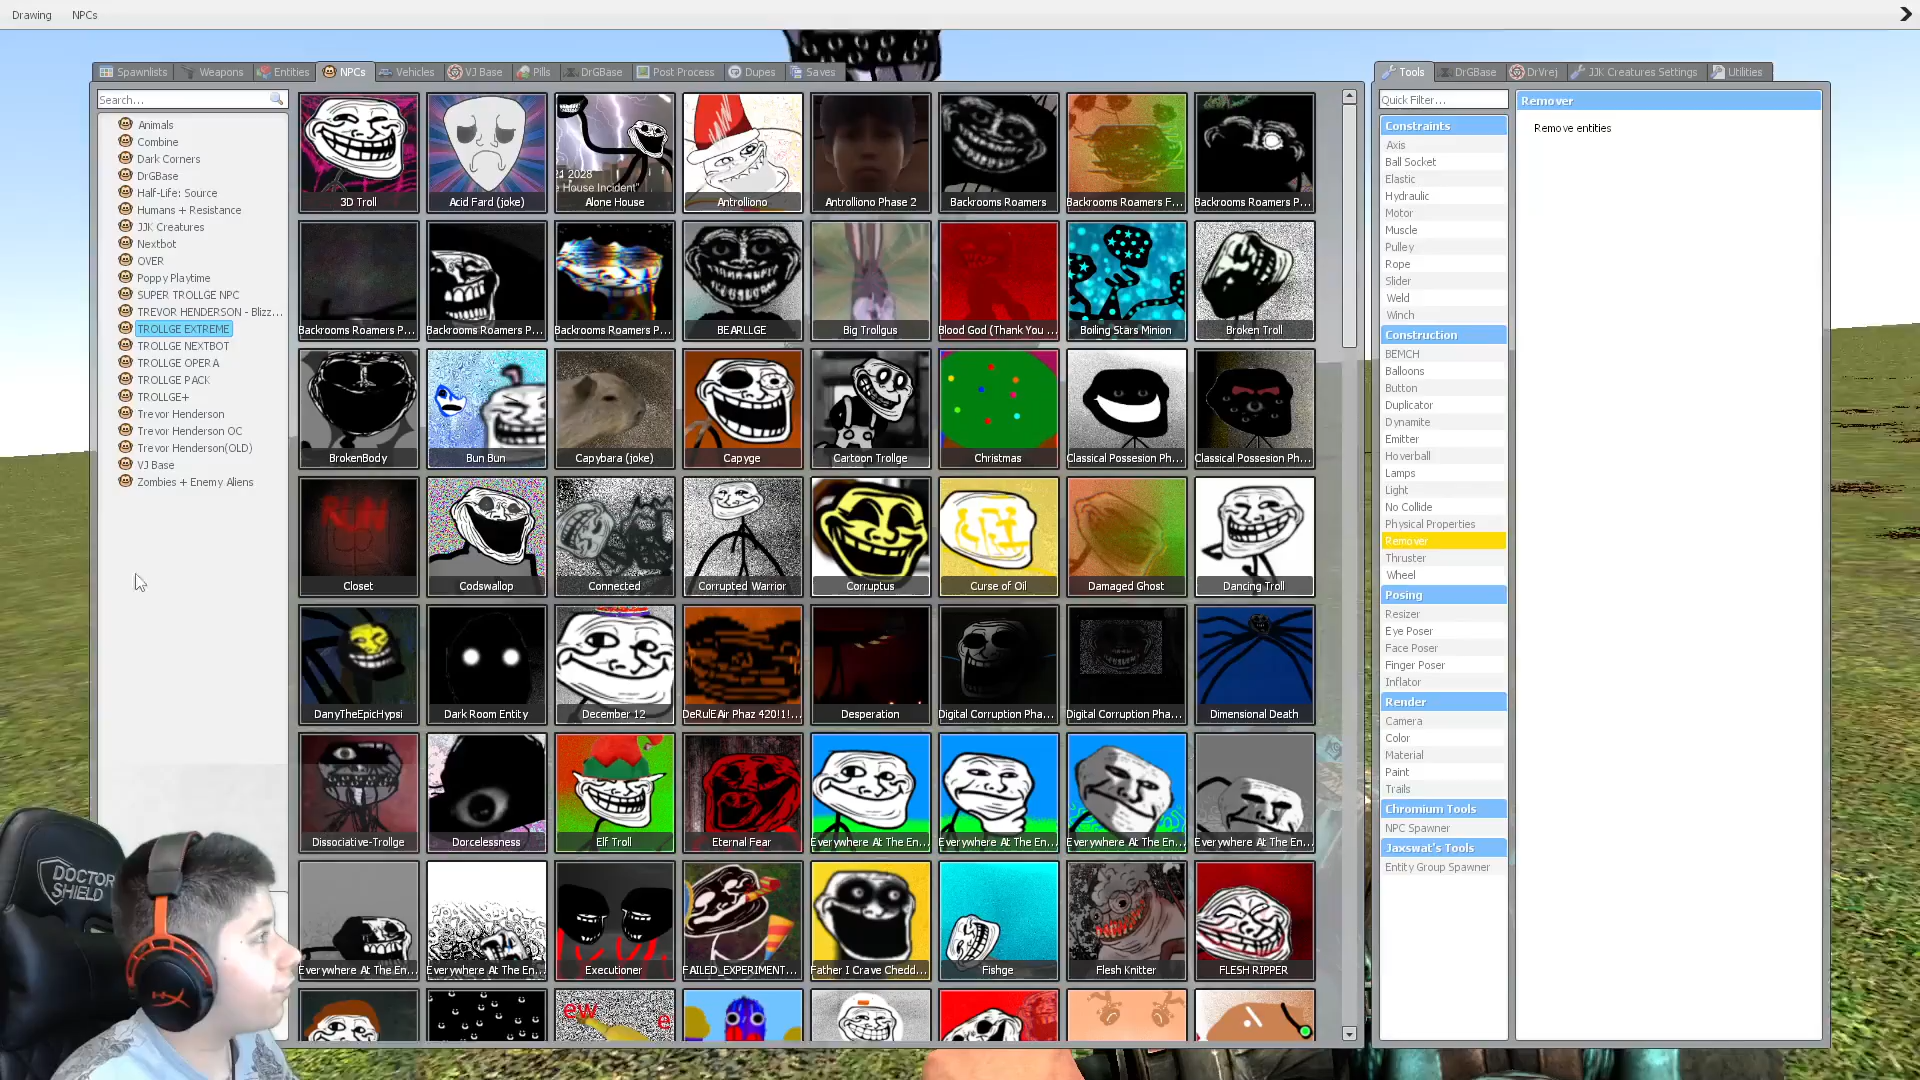 Drawing NPCs
Spawnlists Weapons Entities NPCs Vehicles VJ Base Pills DrGBase Post Process Dupes Saves
Tools DrGBase DrVrej JJK Creatures Settings Utilities
Search...
Animals
Combine
Dark Corners
DrGBase
Half-Life: Source
Humans + Resistance
JJK Creatures
Nextbot
OVER
Poppy Playtime
SUPER TROLLGE NPC
TREVOR HENDERSON - Blizz...
TROLLGE EXTREME
TROLLGE NEXTBOT
TROLLGE OPERA
TROLLGE PACK
TROLLGE+
Trevor Henderson
Trevor Henderson OC
Trevor Henderson(OLD)
VJ Base
Zombies + Enemy Aliens
21 2028
e House Incident"
3D Troll Acid Fard (joke) Alone House Antrolliono Antrolliono Phase 2 Backrooms Roamers Backrooms Roamers F... Backrooms Roamers P...
Backrooms Roamers P... Backrooms Roamers P... Backrooms Roamers P... BEARLLGE Big Trollgus Blood God (Thank You ... Boiling Stars Minion Broken Troll
BrokenBody Bun Bun Capybara (joke) Capyge Cartoon Trollge Christmas Classical Possesion Ph... Classical Possesion Ph...
RUN
Closet Codswallop Connected Corrupted Warrior Corruptus Curse of Oil Damaged Ghost Dancing Troll
DanyTheEpicHypsi Dark Room Entity December 12 DeRulEAir Phaz 420!1!... Desperation Digital Corruption Pha... Digital Corruption Pha... Dimensional Death
Dissociative-Trollge Dorcelessness Elf Troll Eternal Fear Everywhere At The En... Everywhere At The En... Everywhere At The En... Everywhere At The En...
Everywhere At The En... Everywhere At The En... Executioner FAILED_EXPERIMENT... Father I Crave Chedd... Fishge Flesh Knitter FLESH RIPPER
ew e
Quick Filter...
Constraints
Axis
Ball Socket
Elastic
Hydraulic
Motor
Muscle
Pulley
Rope
Slider
Weld
Winch
Construction
BEMCH
Balloons
Button
Duplicator
Dynamite
Emitter
Hoverball
Lamps
Light
No Collide
Physical Properties
Remover
Thruster
Wheel
Posing
Resizer
Eye Poser
Face Poser
Finger Poser
Inflator
Render
Camera
Color
Material
Paint
Trails
Chromium Tools
NPC Spawner
Jaxswat's Tools
Entity Group Spawner
Remover
Remove entities
DOCTOR
SHIELD